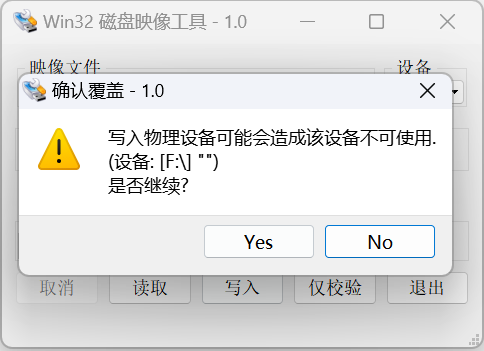 Win32 磁盘映像工具 - 1.0
映像文件
设备
确认覆盖 - 1.0
写入物理设备可能会造成该设备不可使用.
(设备: [F:\] "")
是否继续?
Yes
No
取消
读取
写入
仅校验
退出